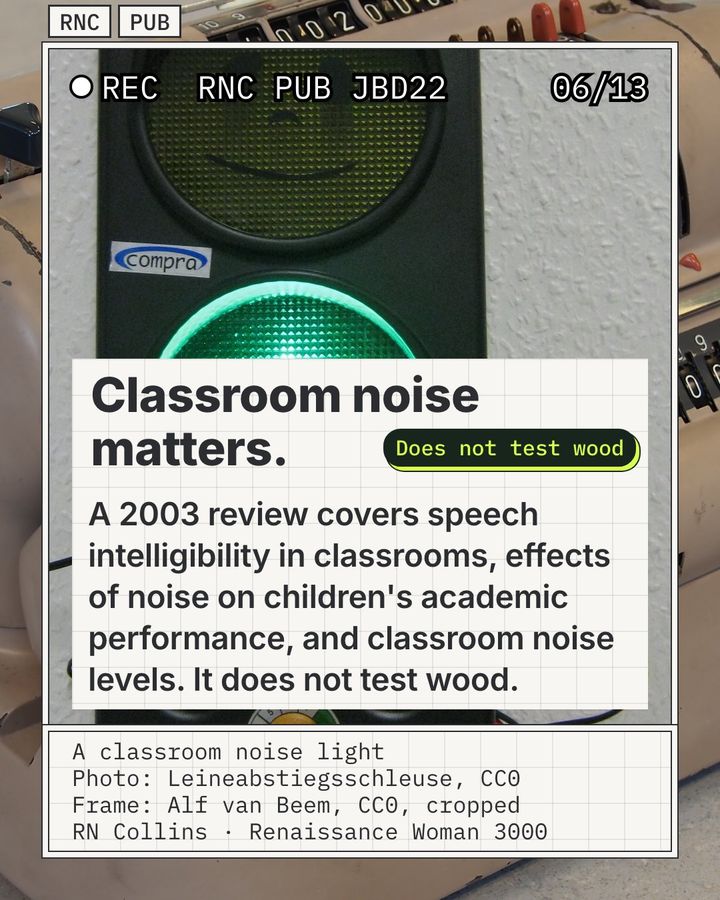 RNC PUB
REC RNC PUB JBD22 06/13
compra
Classroom noise
matters.
Does not test wood
A 2003 review covers speech
intelligibility in classrooms, effects
of noise on children's academic
performance, and classroom noise
levels. It does not test wood.
A classroom noise light
Photo: Leineabstiegsschleuse, CC0
Frame: Alf van Beem, CC0, cropped
RN Collins · Renaissance Woman 3000